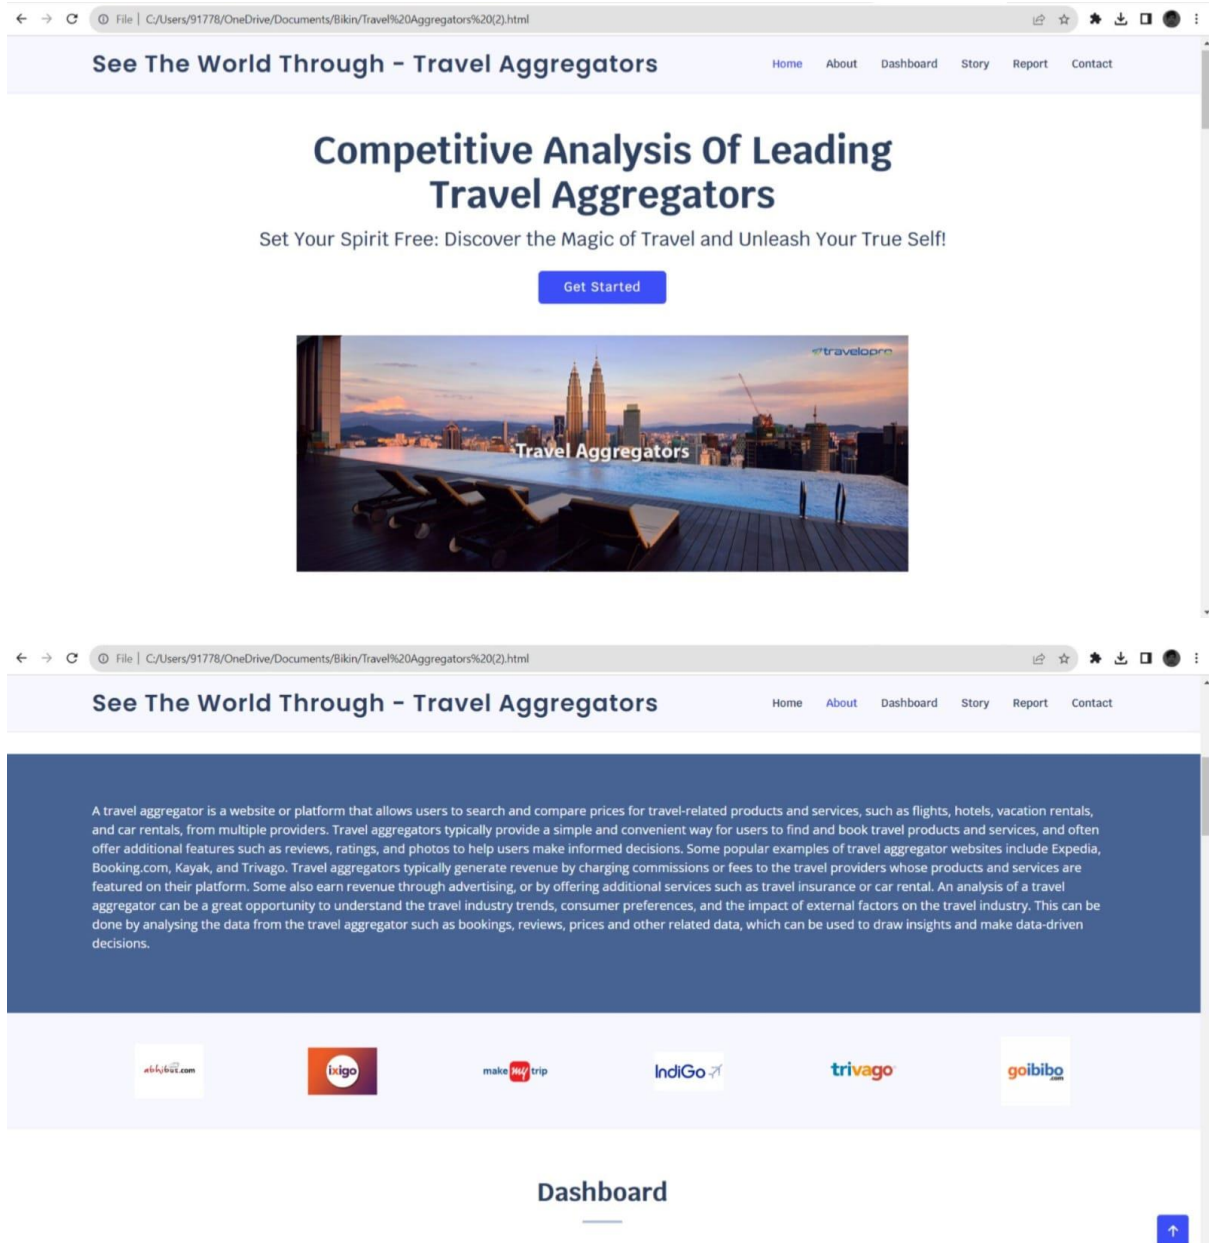 File | C:/Users/91778/OneDrive/Documents/Bikin/Travel%20Aggregators%20(2).html
See The World Through - Travel Aggregators
Home About Dashboard Story Report Contact
Competitive Analysis Of Leading
Travel Aggregators
Set Your Spirit Free: Discover the Magic of Travel and Unleash Your True Self!
Get Started
travelopro
Travel Aggregators
File | C:/Users/91778/OneDrive/Documents/Bikin/Travel%20Aggregators%20(2).html
See The World Through - Travel Aggregators
Home About Dashboard Story Report Contact
A travel aggregator is a website or platform that allows users to search and compare prices for travel-related products and services, such as flights, hotels, vacation rentals,
and car rentals, from multiple providers. Travel aggregators typically provide a simple and convenient way for users to find and book travel products and services, and often
offer additional features such as reviews, ratings, and photos to help users make informed decisions. Some popular examples of travel aggregator websites include Expedia,
Booking.com, Kayak, and Trivago. Travel aggregators typically generate revenue by charging commissions or fees to the travel providers whose products and services are
featured on their platform. Some also earn revenue through advertising, or by offering additional services such as travel insurance or car rental. An analysis of a travel
aggregator can be a great opportunity to understand the travel industry trends, consumer preferences, and the impact of external factors on the travel industry. This can be
done by analysing the data from the travel aggregator such as bookings, reviews, prices and other related data, which can be used to draw insights and make data-driven
decisions.
abhibus.com
ixigo
make my trip
IndiGo
trivago
goibibo
.com
Dashboard